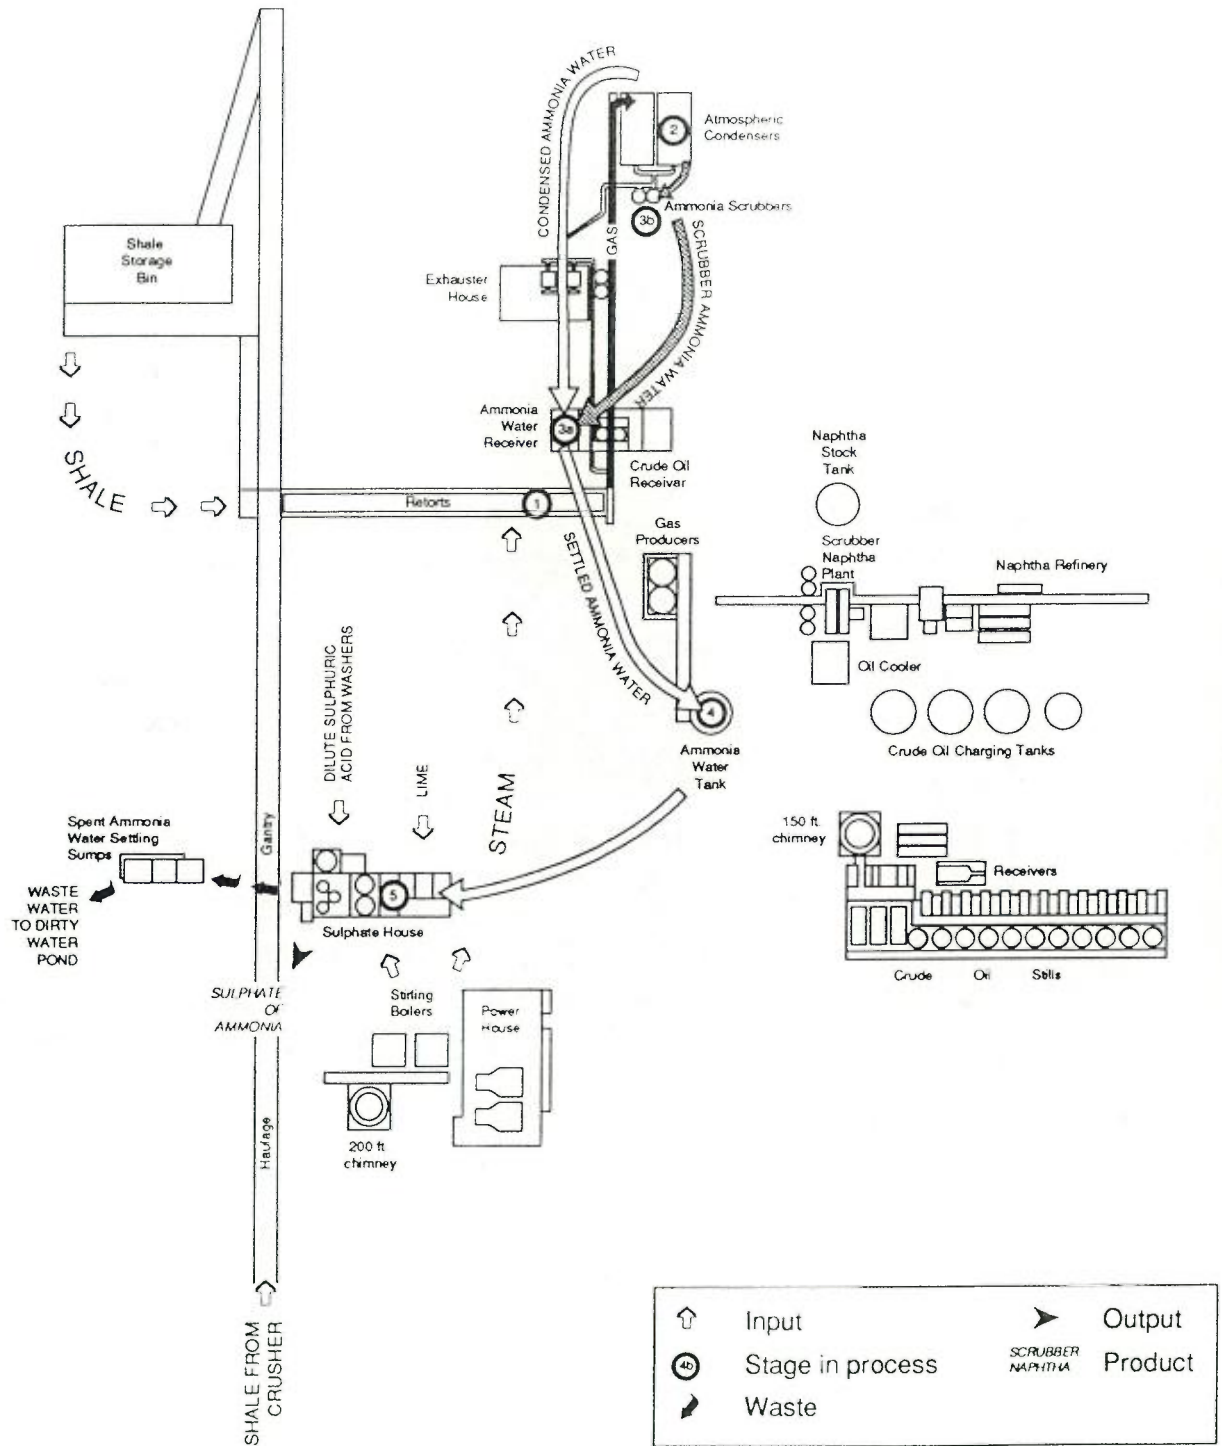 CONDENSED AMMONIA WATER
2
Atmospheric
Condensers
Ammonia Scrubbers
3b
GAS
SCRUBBER AMMONIA WATER
Shale
Storage
Bin
Exhauster
House
Ammonia
Water
Receiver
3a
Crude Oil
Receivar
SHALE
Retorts
1
Naphtha
Stock
Tank
Gas
Producers
Scrubber
Naphtha
Plant
Naphtha Refinery
SETTLED AMMONIA WATER
Oil Cooler
4
Ammonia
Water
Tank
Crude Oil Charging Tanks
DILUTE SULPHURIC
ACID FROM WASHERS
LIME
STEAM
Gantry
Spent Ammonia
Water Settling
Sumps
150 ft.
chimney
Receivers
WASTE
WATER
TO DIRTY
WATER
POND
5
Sulphate House
Crude Oil Stills
SULPHATE
OF
AMMONIA
Stirling
Boilers
Power
House
Haulage
200 ft
chimney
SHALE FROM
CRUSHER
Input
Output
4b
Stage in process
SCRUBBER
NAPHTHA
Product
Waste